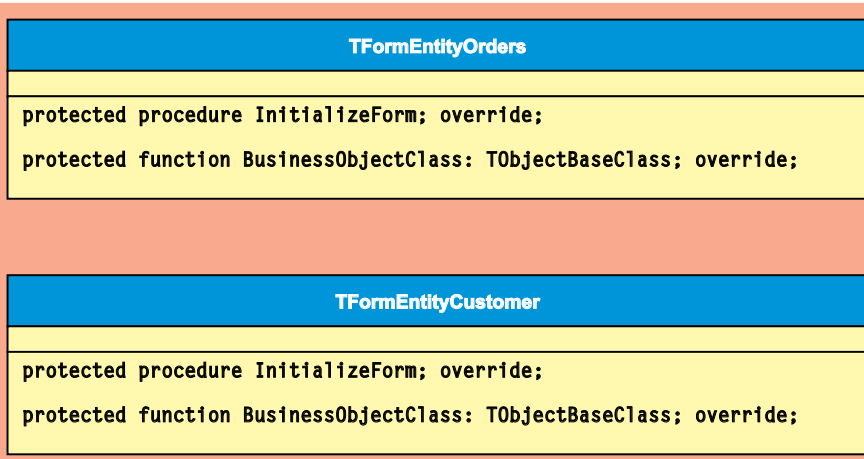 TFormEntityOrders
protected procedure InitializeForm; override;
protected function BusinessObjectClass: TObjectBaseClass; override;
TFormEntityCustomer
protected procedure InitializeForm; override;
protected function BusinessObjectClass: TObjectBaseClass; override;